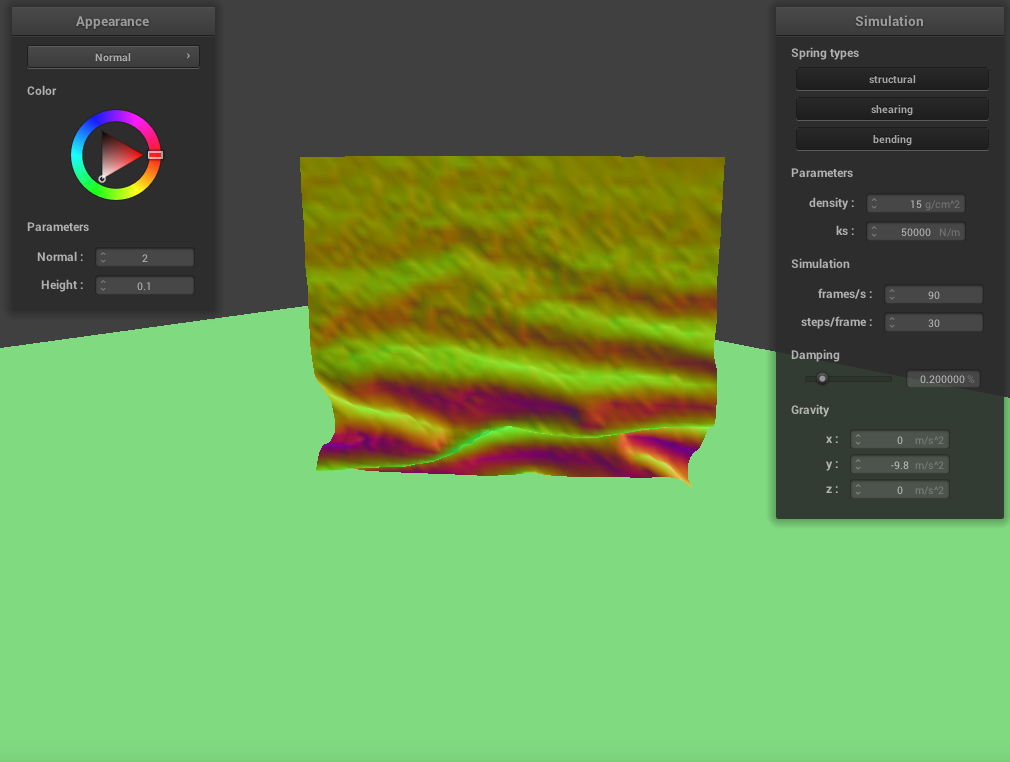 Appearance
Normal
Color
Parameters
Normal : 2
Height : 0.1
Simulation
Spring types
structural
shearing
bending
Parameters
density : 15 g/cm^2
ks : 50000 N/m
Simulation
frames/s : 90
steps/frame : 30
Damping
0.200000 %
Gravity
x : 0 m/s^2
y : -9.8 m/s^2
z : 0 m/s^2